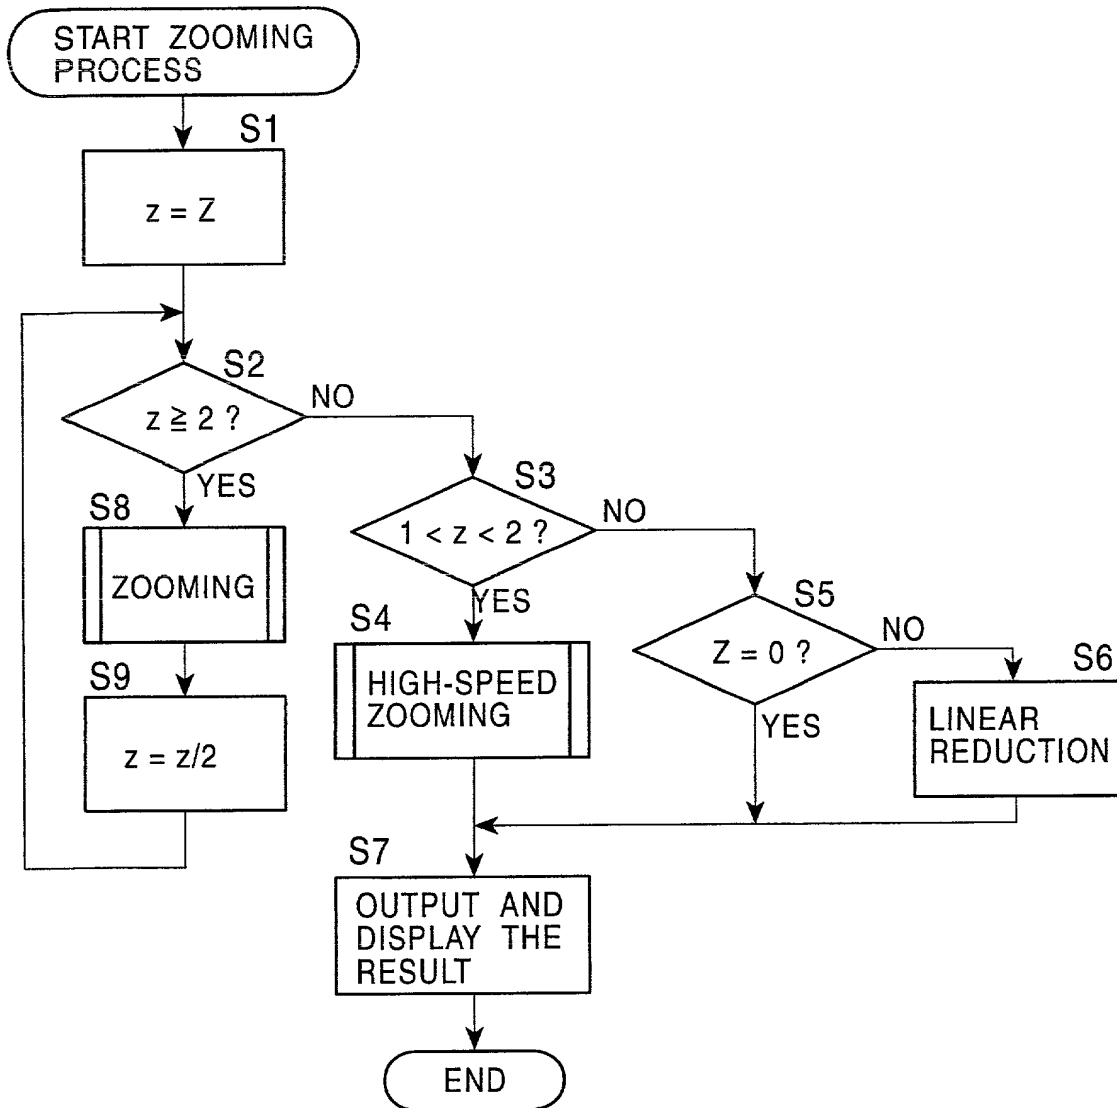 START ZOOMING
PROCESS
S1
z = Z
S2
z ≧ 2 ?
NO
YES
S3
1 < z < 2 ?
NO
YES
S8
ZOOMING
S9
z = z/2
S4
HIGH-SPEED
ZOOMING
S5
Z = 0 ?
NO
YES
S6
LINEAR
REDUCTION
S7
OUTPUT AND
DISPLAY THE
RESULT
END